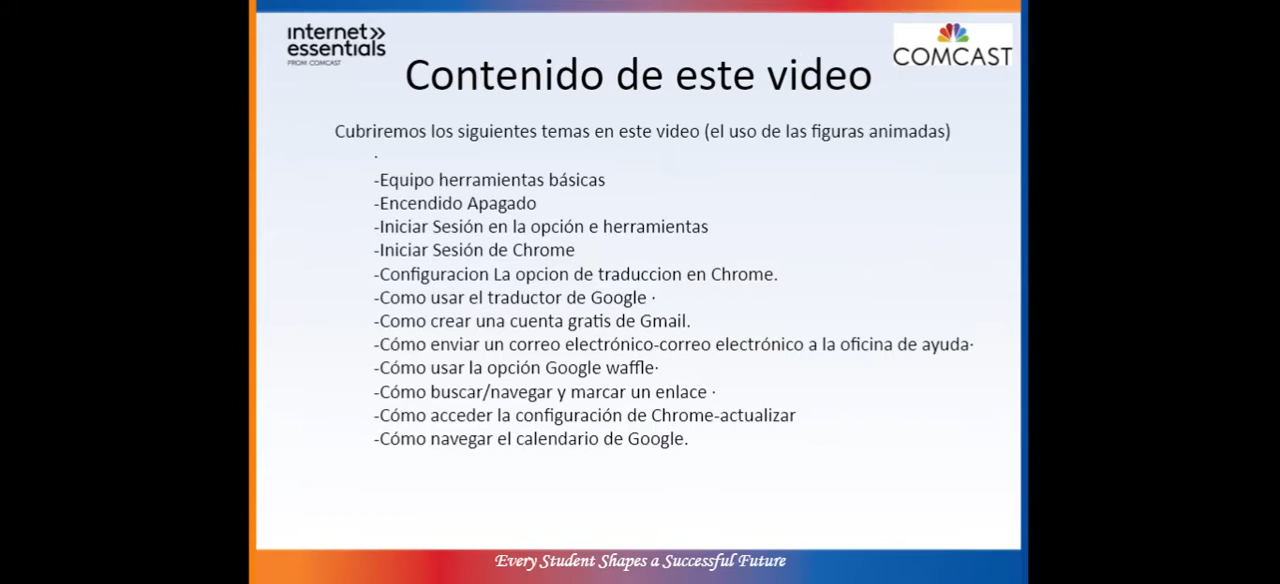 internet
essentials
FROM COMCAST
COMCAST
Contenido de este video
Cubriremos los siguientes temas en este video (el uso de las figuras animadas)
·
-Equipo herramientas básicas
-Encendido Apagado
-Iniciar Sesión en la opción e herramientas
-Iniciar Sesión de Chrome
-Configuracion La opcion de traduccion en Chrome.
-Como usar el traductor de Google ·
-Como crear una cuenta gratis de Gmail.
-Cómo enviar un correo electrónico-correo electrónico a la oficina de ayuda·
-Cómo usar la opción Google waffle·
-Cómo buscar/navegar y marcar un enlace ·
-Cómo acceder la configuración de Chrome-actualizar
-Cómo navegar el calendario de Google.
Every Student Shapes a Successful Future